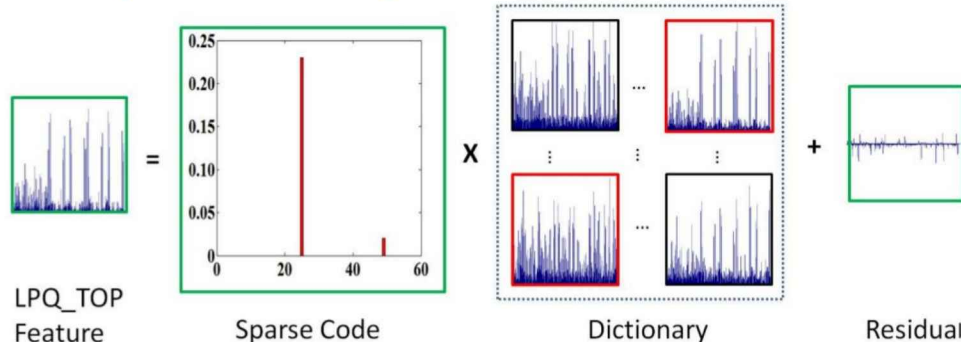 0.25
0.20
0.15
0.10
0.05
0
0 20 40 60
=
X
+
...
...
LPQ_TOP
Feature
Sparse Code
Dictionary
Residual